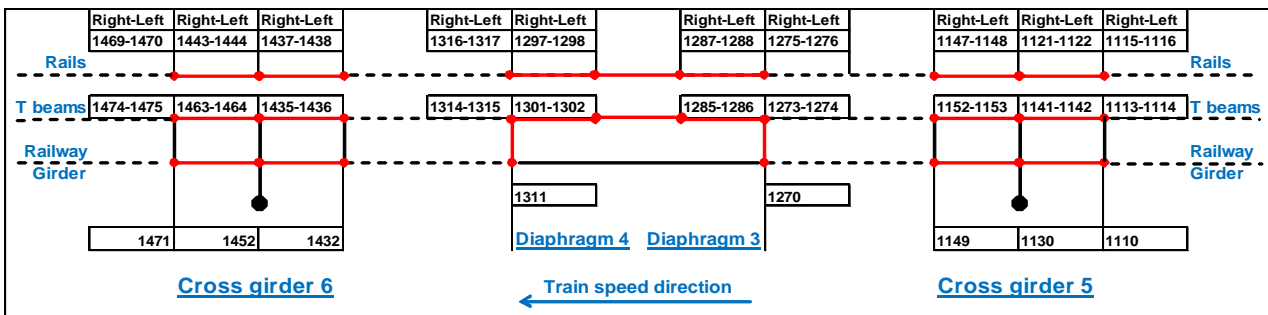 Right-Left Right-Left Right-Left Right-Left Right-Left Right-Left Right-Left Right-Left Right-Left Right-Left
1469-1470 1443-1444 1437-1438 1316-1317 1297-1298 1287-1288 1275-1276 1147-1148 1121-1122 1115-1116
Rails Rails
T beams 1474-1475 1463-1464 1435-1436 1314-1315 1301-1302 1285-1286 1273-1274 1152-1153 1141-1142 1113-1114 T beams
Railway Railway
Girder Girder
1311 1270
1471 1452 1432 Diaphragm 4 Diaphragm 3 1149 1130 1110
Cross girder 6 Train speed direction Cross girder 5